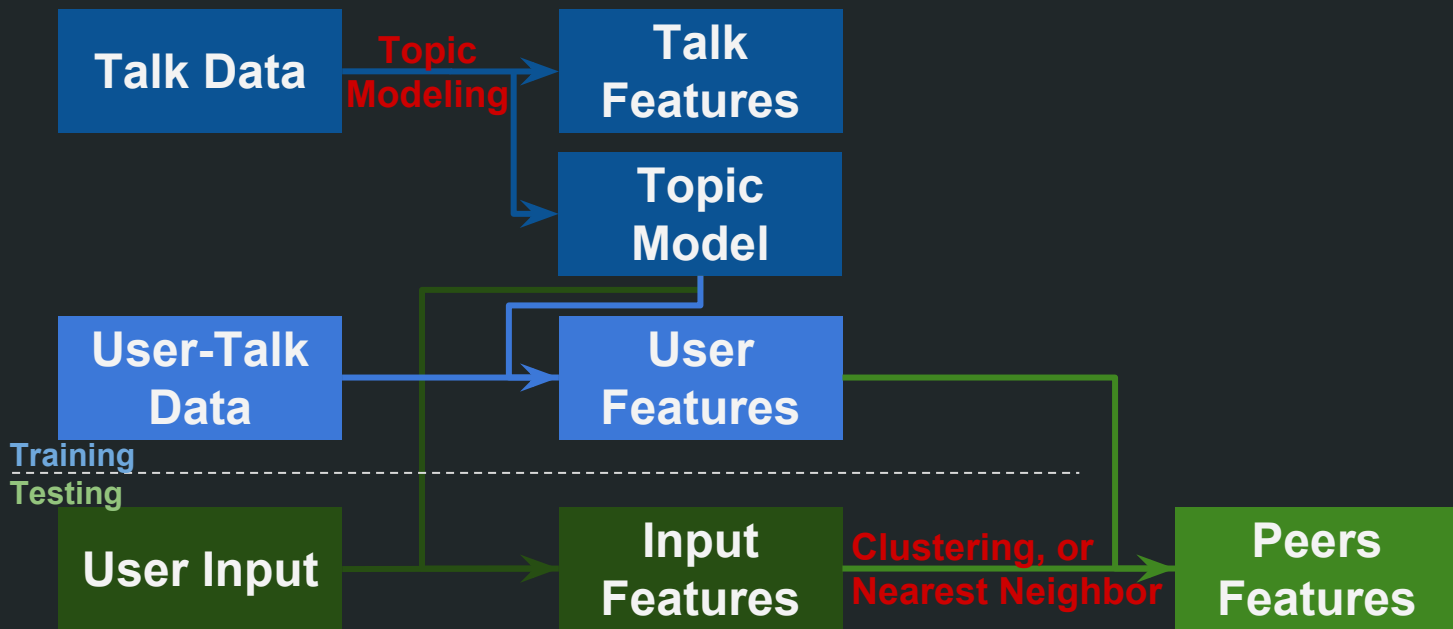 Talk Data
Topic
Modeling
Talk
Features
Topic
Model
User-Talk
Data
User
Features
Training
Testing
User Input
Input
Features
Clustering, or
Nearest Neighbor
Peers
Features